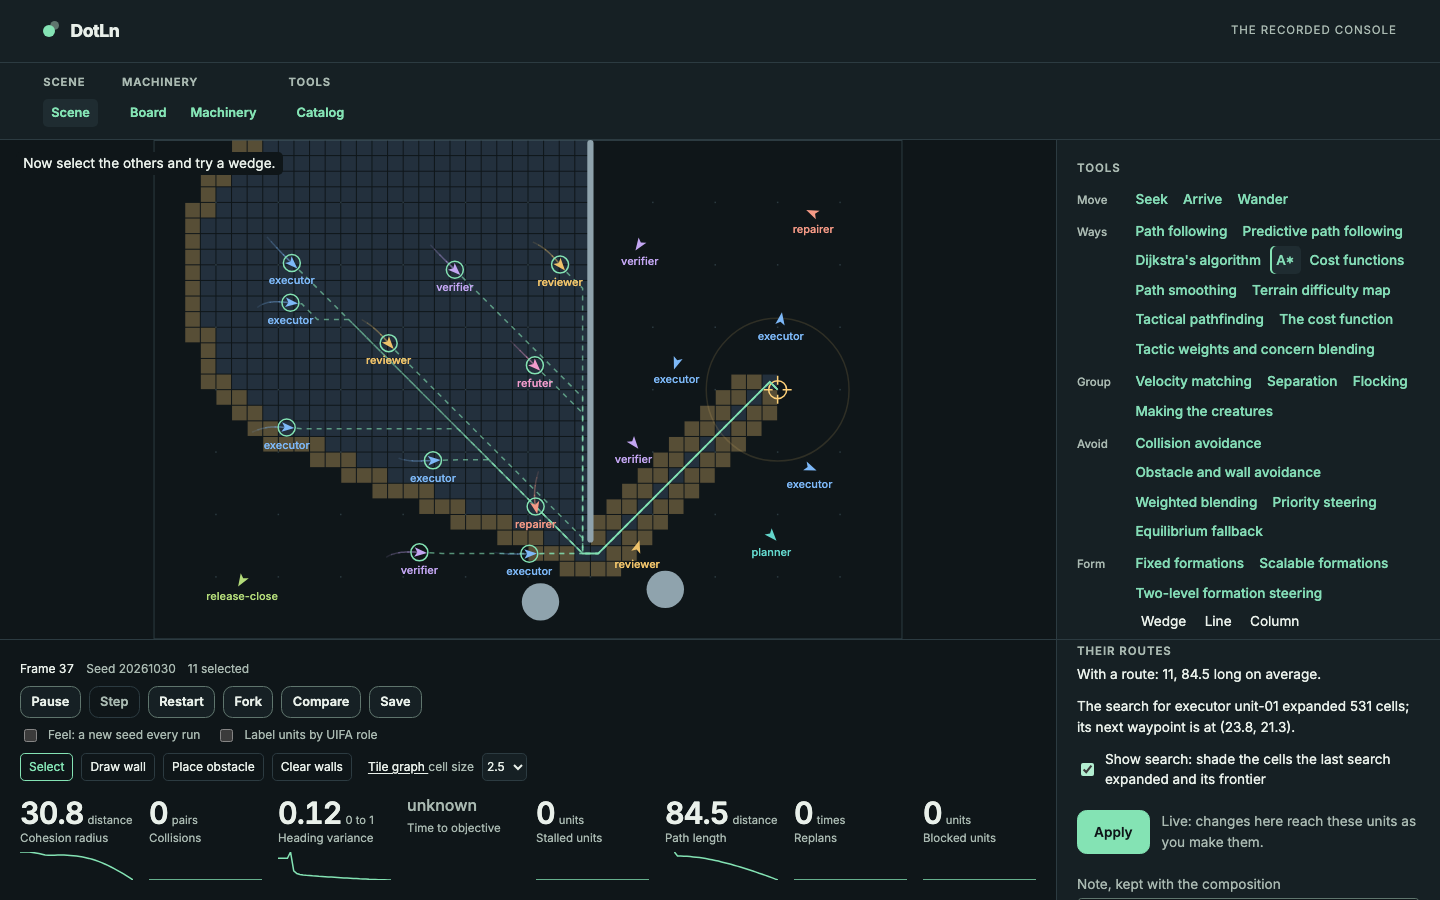 DotLn
THE RECORDED CONSOLE
SCENE MACHINERY TOOLS
Scene Board Machinery Catalog
Now select the others and try a wedge.
repairer
verifier
executor
verifier
reviewer
executor
executor
reviewer
executor
refuter
executor
verifier
executor
executor
executor
repairer
planner
verifier
executor
reviewer
release-close
TOOLS
Move Seek Arrive Wander
Ways Path following Predictive path following
Dijkstra's algorithm A* Cost functions
Path smoothing Terrain difficulty map
Tactical pathfinding The cost function
Tactic weights and concern blending
Group Velocity matching Separation Flocking
Making the creatures
Avoid Collision avoidance
Obstacle and wall avoidance
Weighted blending Priority steering
Equilibrium fallback
Form Fixed formations Scalable formations
Two-level formation steering
Wedge Line Column
THEIR ROUTES
With a route: 11, 84.5 long on average.
The search for executor unit-01 expanded 531 cells;
its next waypoint is at (23.8, 21.3).
Show search: shade the cells the last search
expanded and its frontier
Apply Live: changes here reach these units as
you make them.
Note, kept with the composition
Frame 37 Seed 20261030 11 selected
Pause Step Restart Fork Compare Save
Feel: a new seed every run Label units by UIFA role
Select Draw wall Place obstacle Clear walls Tile graph cell size 2.5
30.8 distance 0 pairs 0.12 0 to 1 unknown 0 units 84.5 distance 0 times 0 units
Cohesion radius Collisions Heading variance Time to objective Stalled units Path length Replans Blocked units